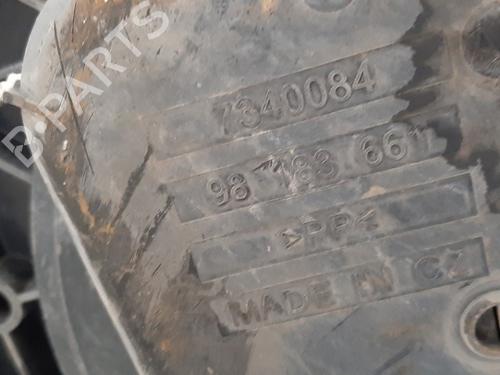 B-PARTS
7340084
98 183 66
>PP<
MADE IN CZ